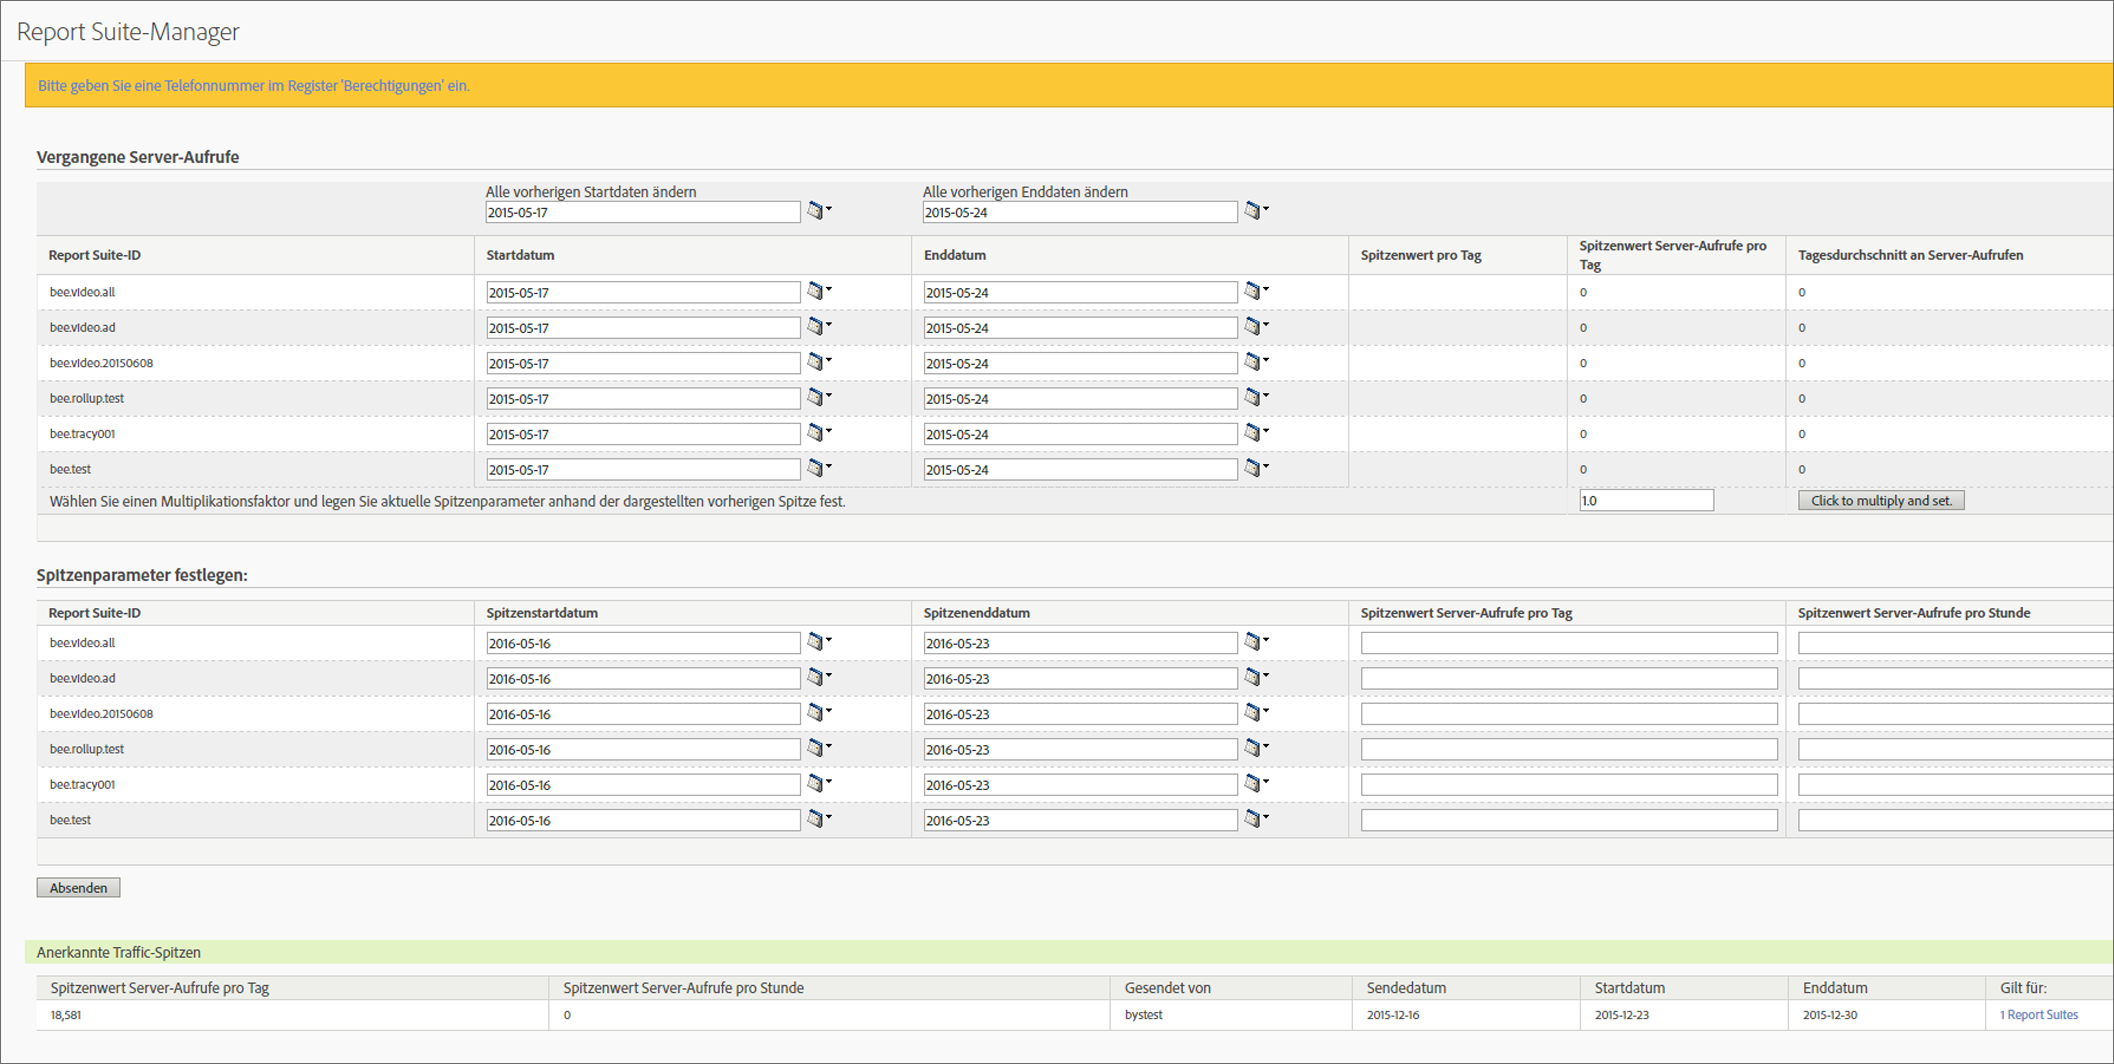 Report Suite-Manager
Bitte geben Sie eine Telefonnummer im Register 'Berechtigungen' ein.
Vergangene Server-Aufrufe
Alle vorherigen Startdaten ändern Alle vorherigen Enddaten ändern
2015-05-17 2015-05-24
Report Suite-ID Startdatum Enddatum Spitzenwert pro Tag Spitzenwert Server-Aufrufe pro Tag Tagesdurchschnitt an Server-Aufrufen
bee.video.all 2015-05-17 2015-05-24 0 0
bee.video.ad 2015-05-17 2015-05-24 0 0
bee.video.20150608 2015-05-17 2015-05-24 0 0
bee.rollup.test 2015-05-17 2015-05-24 0 0
bee.tracy001 2015-05-17 2015-05-24 0 0
bee.test 2015-05-17 2015-05-24 0 0
Wählen Sie einen Multiplikationsfaktor und legen Sie aktuelle Spitzenparameter anhand der dargestellten vorherigen Spitze fest. 1.0 Click to multiply and set.
Spitzenparameter festlegen:
Report Suite-ID Spitzenstartdatum Spitzenenddatum Spitzenwert Server-Aufrufe pro Tag Spitzenwert Server-Aufrufe pro Stunde
bee.video.all 2016-05-16 2016-05-23
bee.video.ad 2016-05-16 2016-05-23
bee.video.20150608 2016-05-16 2016-05-23
bee.rollup.test 2016-05-16 2016-05-23
bee.tracy001 2016-05-16 2016-05-23
bee.test 2016-05-16 2016-05-23
Absenden
Anerkannte Traffic-Spitzen
Spitzenwert Server-Aufrufe pro Tag Spitzenwert Server-Aufrufe pro Stunde Gesendet von Sendedatum Startdatum Enddatum Gilt für:
18,581 0 bystest 2015-12-16 2015-12-23 2015-12-30 1 Report Suites